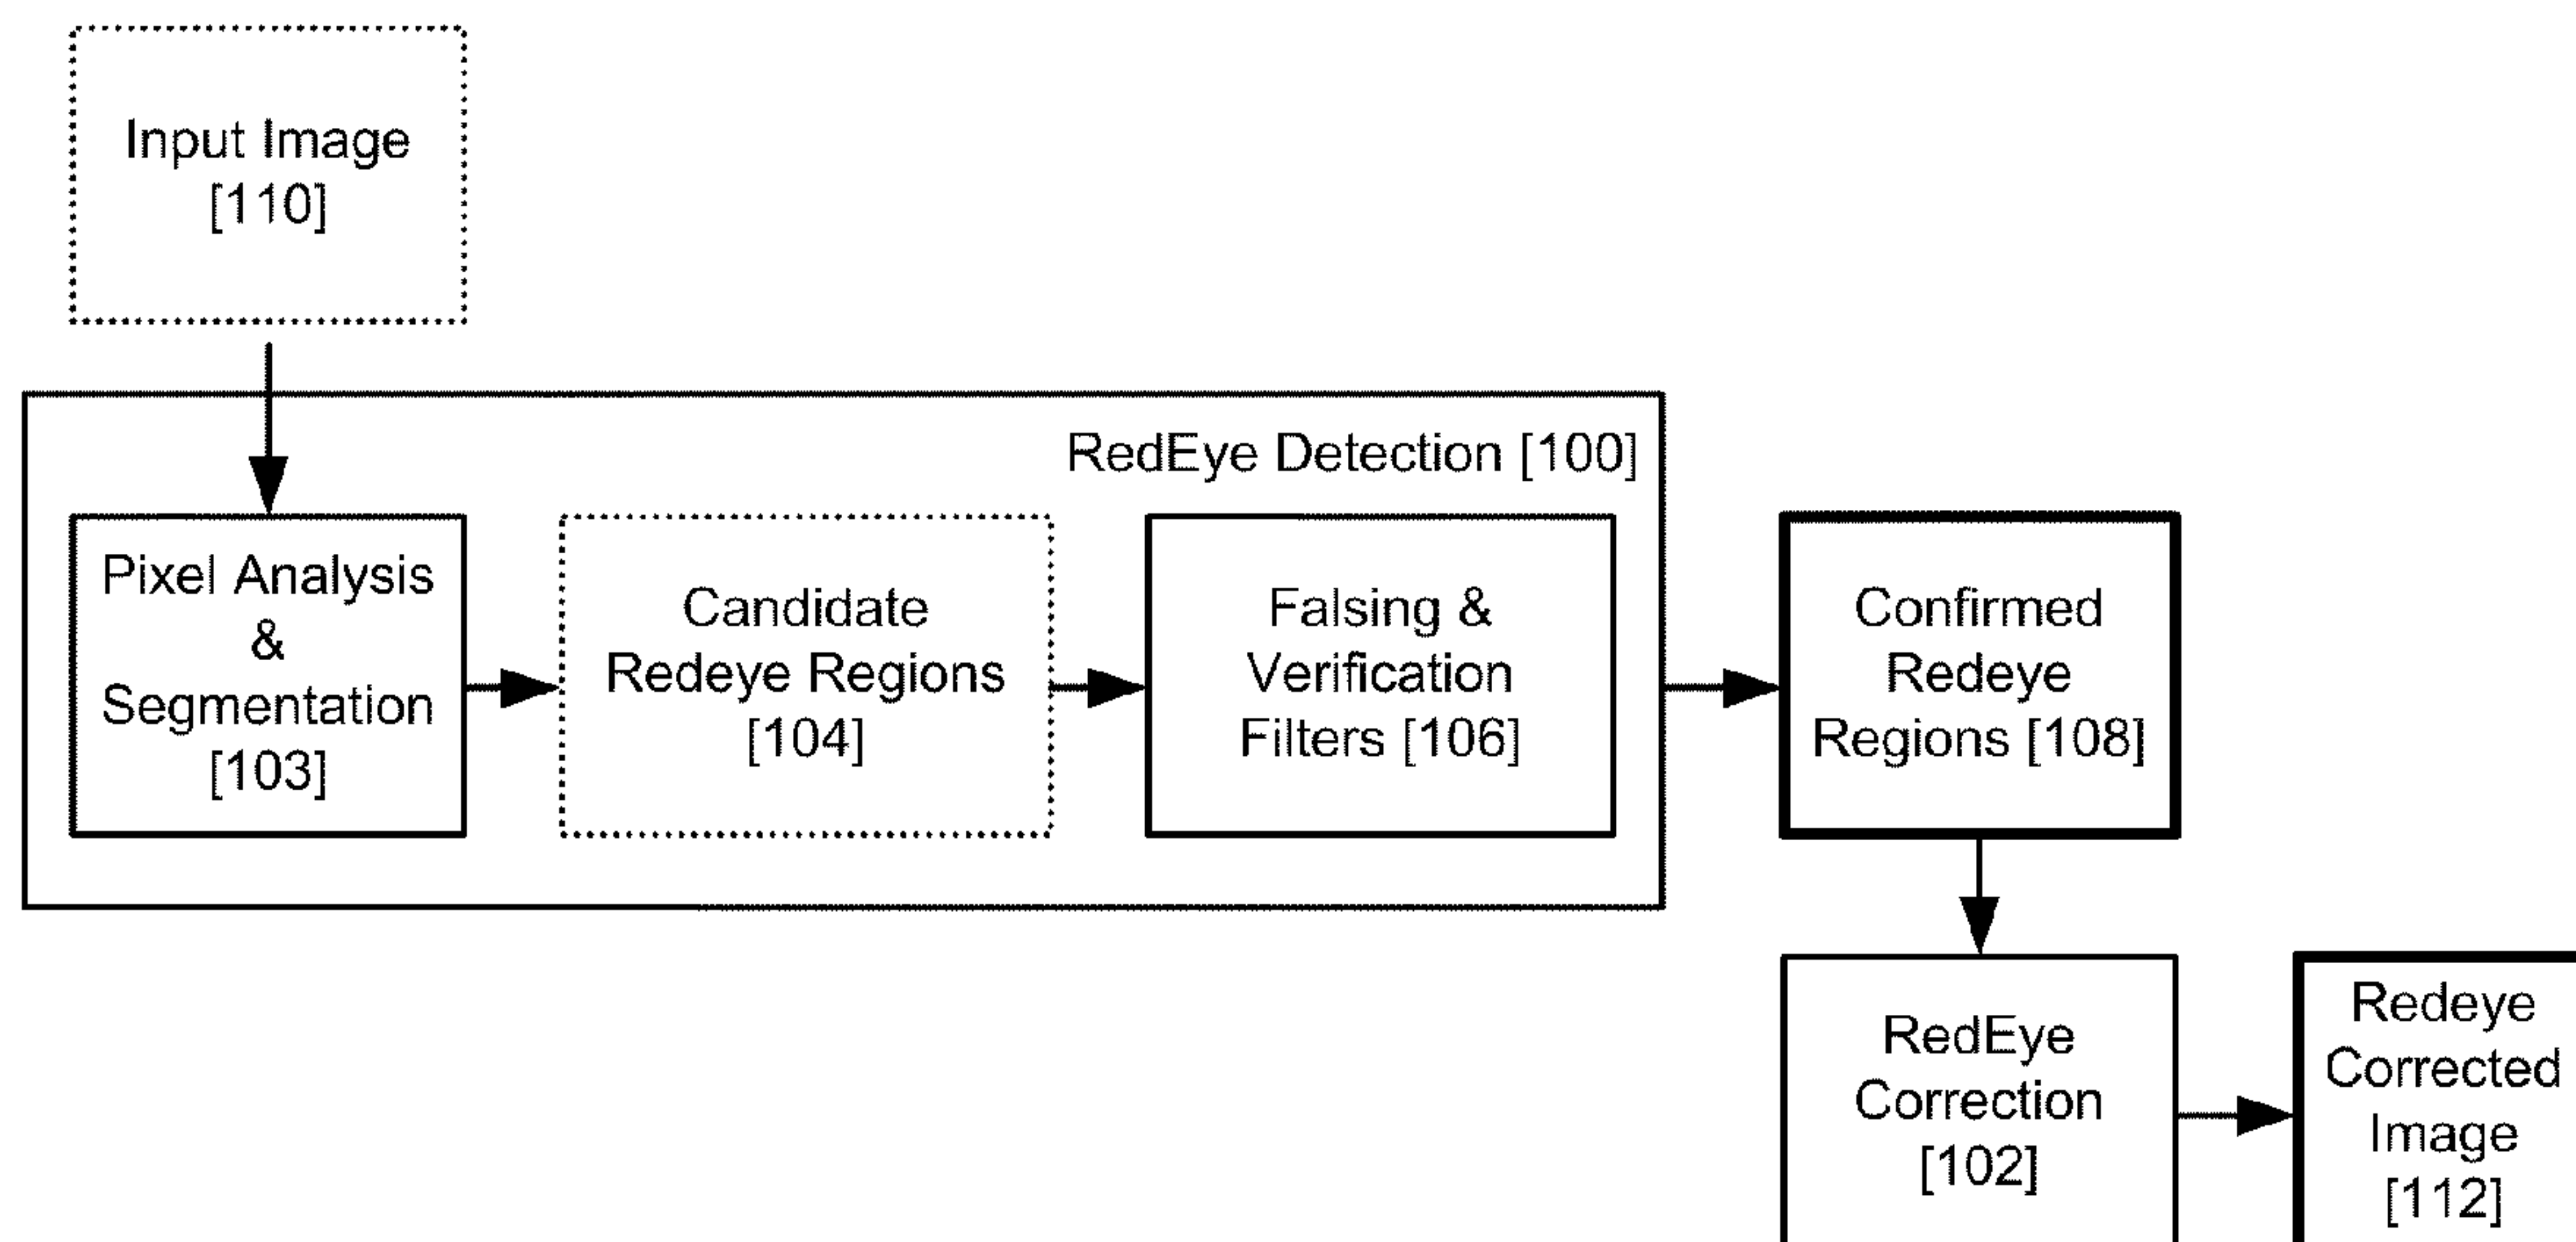 Input Image
[110]
RedEye Detection [100]
Pixel Analysis
&
Segmentation
[103]
Candidate
Redeye Regions
[104]
Falsing &
Verification
Filters [106]
Confirmed
Redeye
Regions [108]
RedEye
Correction
[102]
Redeye
Corrected
Image
[112]